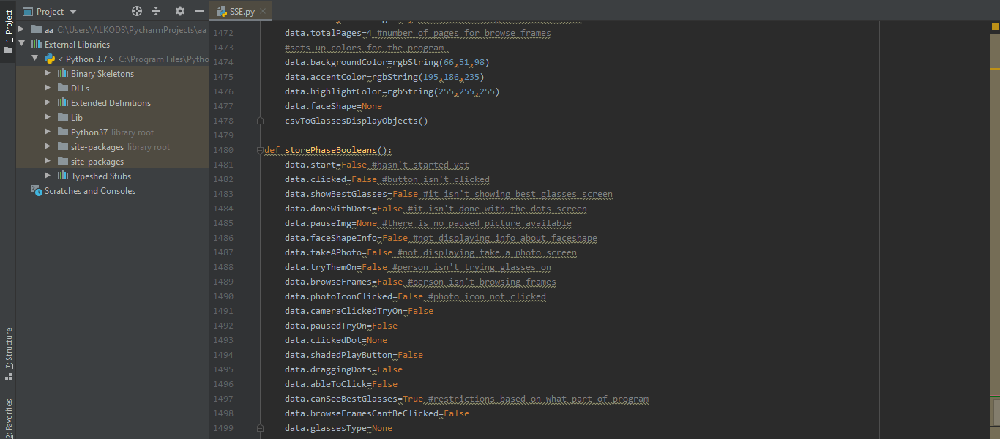 Project
SSE.py
1: Project
aa C:\Users\ALKODS\PycharmProjects\aa
External Libraries
< Python 3.7 > C:\Program Files\Pytho
Binary Skeletons
DLLs
Extended Definitions
Lib
Python37 library root
site-packages library root
site-packages
Typeshed Stubs
Scratches and Consoles
7: Structure
2: Favorites
1472 data.totalPages=4 #number of pages for browse frames
1473 #sets up colors for the program
1474 data.backgroundColor=rgbString(66,51,98)
1475 data.accentColor=rgbString(195,186,235)
1476 data.highlightColor=rgbString(255,255,255)
1477 data.faceShape=None
1478 csvToGlassesDisplayObjects()
1479
1480 def storePhaseBooleans():
1481 data.start=False #hasn't started yet
1482 data.clicked=False #button isn't clicked
1483 data.showBestGlasses=False #it isn't showing best glasses screen
1484 data.doneWithDots=False #it isn't done with the dots screen
1485 data.pauseImg=None #there is no paused picture available
1486 data.faceShapeInfo=False #not displaying info about faceshape
1487 data.takeAPhoto=False #not displaying take a photo screen
1488 data.tryThemOn=False #person isn't trying glasses on
1489 data.browseFrames=False #person isn't browsing frames
1490 data.photoIconClicked=False #photo icon not clicked
1491 data.cameraClickedTryOn=False
1492 data.pausedTryOn=False
1493 data.clickedDot=None
1494 data.shadedPlayButton=False
1495 data.draggingDots=False
1496 data.ableToClick=False
1497 data.canSeeBestGlasses=True #restrictions based on what part of program
1498 data.browseFramesCantBeClicked=False
1499 data.glassesType=None